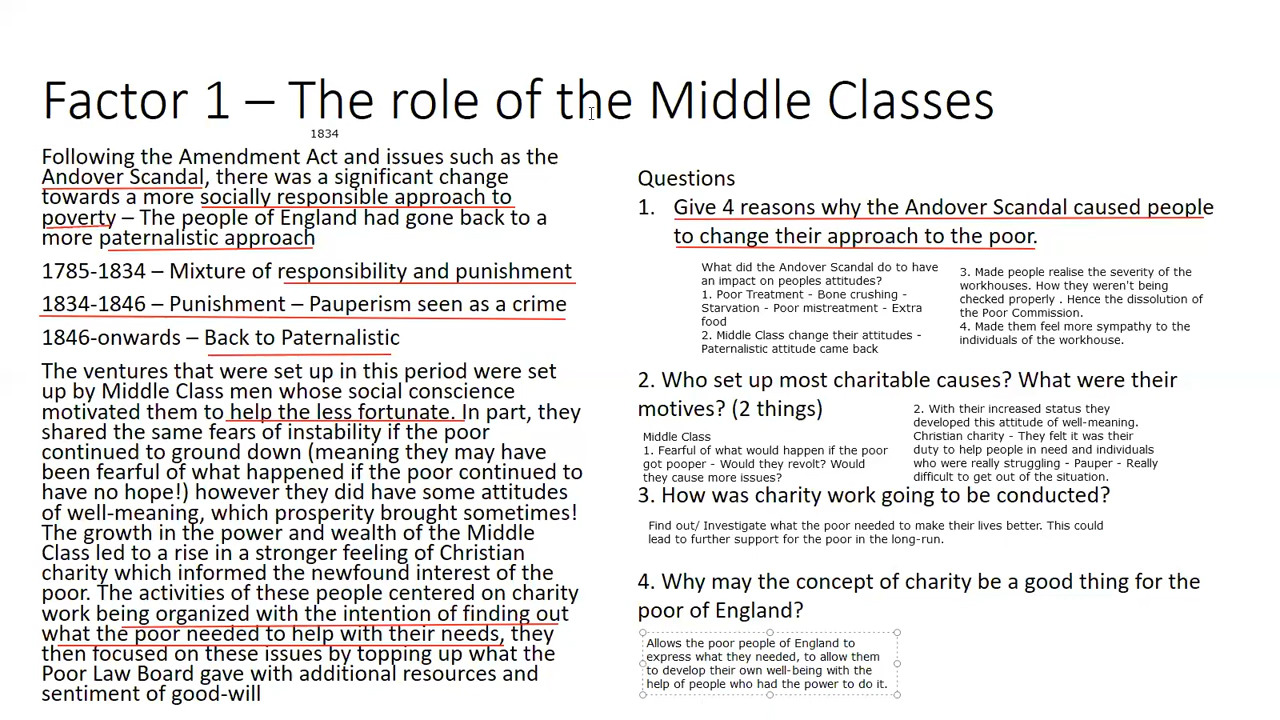 Factor 1 – The role of the Middle Classes
1834
Following the Amendment Act and issues such as the
Andover Scandal, there was a significant change
towards a more socially responsible approach to
poverty – The people of England had gone back to a
more paternalistic approach
1785-1834 – Mixture of responsibility and punishment
1834-1846 – Punishment – Pauperism seen as a crime
1846-onwards – Back to Paternalistic
The ventures that were set up in this period were set
up by Middle Class men whose social conscience
motivated them to help the less fortunate. In part, they
shared the same fears of instability if the poor
continued to ground down (meaning they may have
been fearful of what happened if the poor continued to
have no hope!) however they did have some attitudes
of well-meaning, which prosperity brought sometimes!
The growth in the power and wealth of the Middle
Class led to a rise in a stronger feeling of Christian
charity which informed the newfound interest of the
poor. The activities of these people centered on charity
work being organized with the intention of finding out
what the poor needed to help with their needs, they
then focused on these issues by topping up what the
Poor Law Board gave with additional resources and
sentiment of good-will
Questions
1. Give 4 reasons why the Andover Scandal caused people
to change their approach to the poor.
What did the Andover Scandal do to have
an impact on peoples attitudes?
1. Poor Treatment - Bone crushing -
Starvation - Poor mistreatment - Extra
food
2. Middle Class change their attitudes -
Paternalistic attitude came back
3. Made people realise the severity of the
workhouses. How they weren't being
checked properly . Hence the dissolution of
the Poor Commission.
4. Made them feel more sympathy to the
individuals of the workhouse.
2. Who set up most charitable causes? What were their
motives? (2 things)
Middle Class
1. Fearful of what would happen if the poor
got pooper - Would they revolt? Would
they cause more issues?
2. With their increased status they
developed this attitude of well-meaning.
Christian charity - They felt it was their
duty to help people in need and individuals
who were really struggling - Pauper - Really
difficult to get out of the situation.
3. How was charity work going to be conducted?
Find out/ Investigate what the poor needed to make their lives better. This could
lead to further support for the poor in the long-run.
4. Why may the concept of charity be a good thing for the
poor of England?
Allows the poor people of England to
express what they needed, to allow them
to develop their own well-being with the
help of people who had the power to do it.